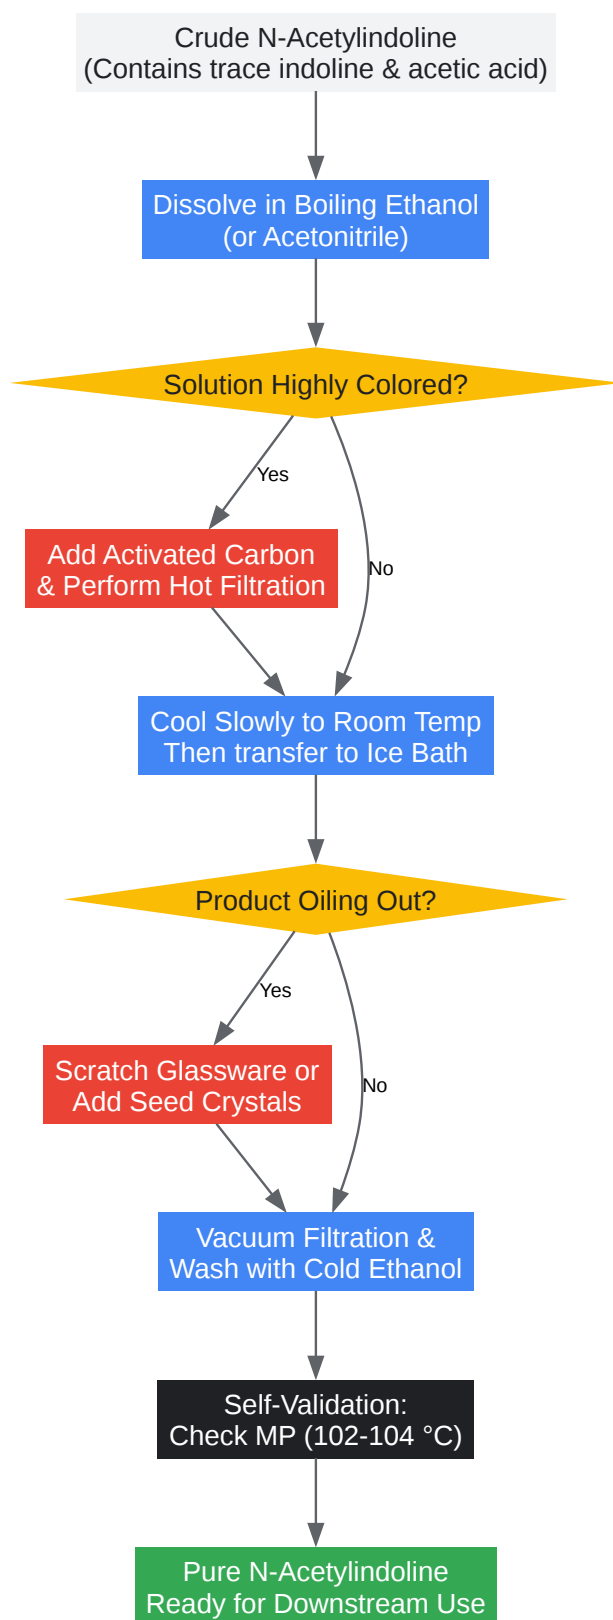 Crude N-Acetylindoline
(Contains trace indoline & acetic acid)
Dissolve in Boiling Ethanol
(or Acetonitrile)
Solution Highly Colored?
Yes
Add Activated Carbon
& Perform Hot Filtration
No
Cool Slowly to Room Temp
Then transfer to Ice Bath
Product Oiling Out?
Yes
Scratch Glassware or
Add Seed Crystals
No
Vacuum Filtration &
Wash with Cold Ethanol
Self-Validation:
Check MP (102-104 °C)
Pure N-Acetylindoline
Ready for Downstream Use